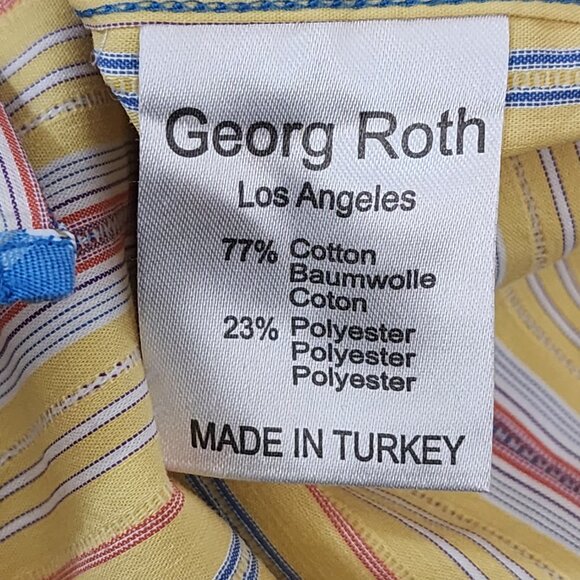 Georg Roth
Los Angeles
77% Cotton
Baumwolle
Coton
23% Polyester
Polyester
Polyester
MADE IN TURKEY